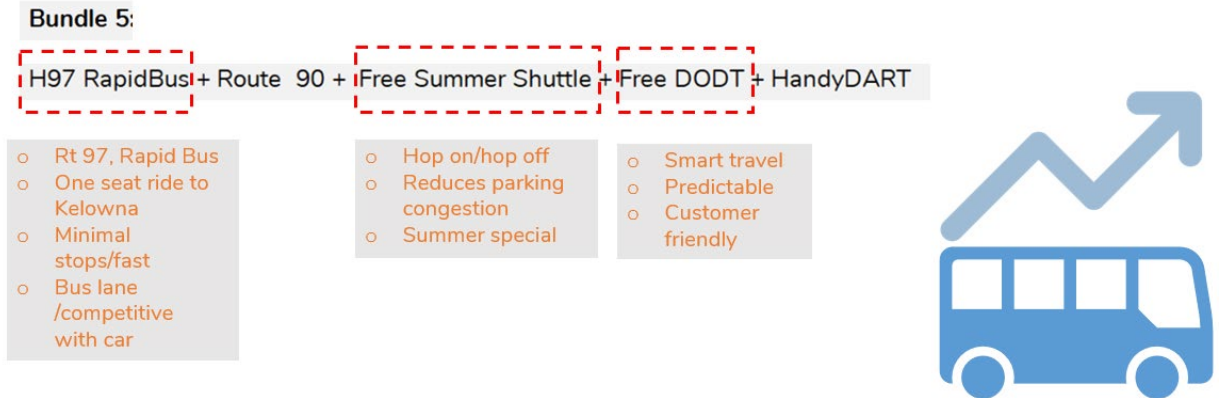 Bundle 5:
H97 RapidBus + Route 90 + Free Summer Shuttle + Free DODT + HandyDART
o Rt 97, Rapid Bus
o One seat ride to
Kelowna
o Minimal
stops/fast
o Bus lane
/competitive
with car
o Hop on/hop off
o Reduces parking
congestion
o Summer special
o Smart travel
o Predictable
o Customer
friendly